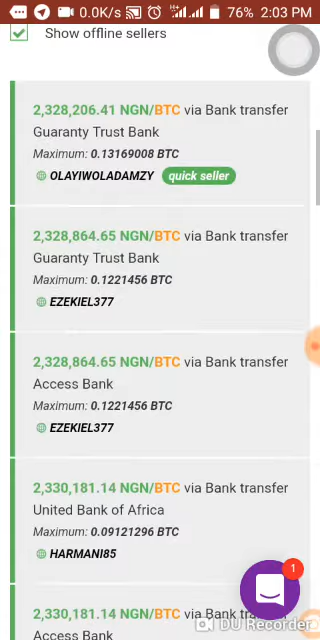 0.0K/s 76% 2:03 PM
Show offline sellers
2,328,206.41 NGN/BTC via Bank transfer
Guaranty Trust Bank
Maximum: 0.13169008 BTC
OLAYIWOLADAMZY quick seller
2,328,864.65 NGN/BTC via Bank transfer
Guaranty Trust Bank
Maximum: 0.1221456 BTC
EZEKIEL377
2,328,864.65 NGN/BTC via Bank transfer
Access Bank
Maximum: 0.1221456 BTC
EZEKIEL377
2,330,181.14 NGN/BTC via Bank transfer
United Bank of Africa
Maximum: 0.09121296 BTC
HARMANI85
1
2,330,181.14 NGN/BTC via Bank
DU Recorder
Access Bank